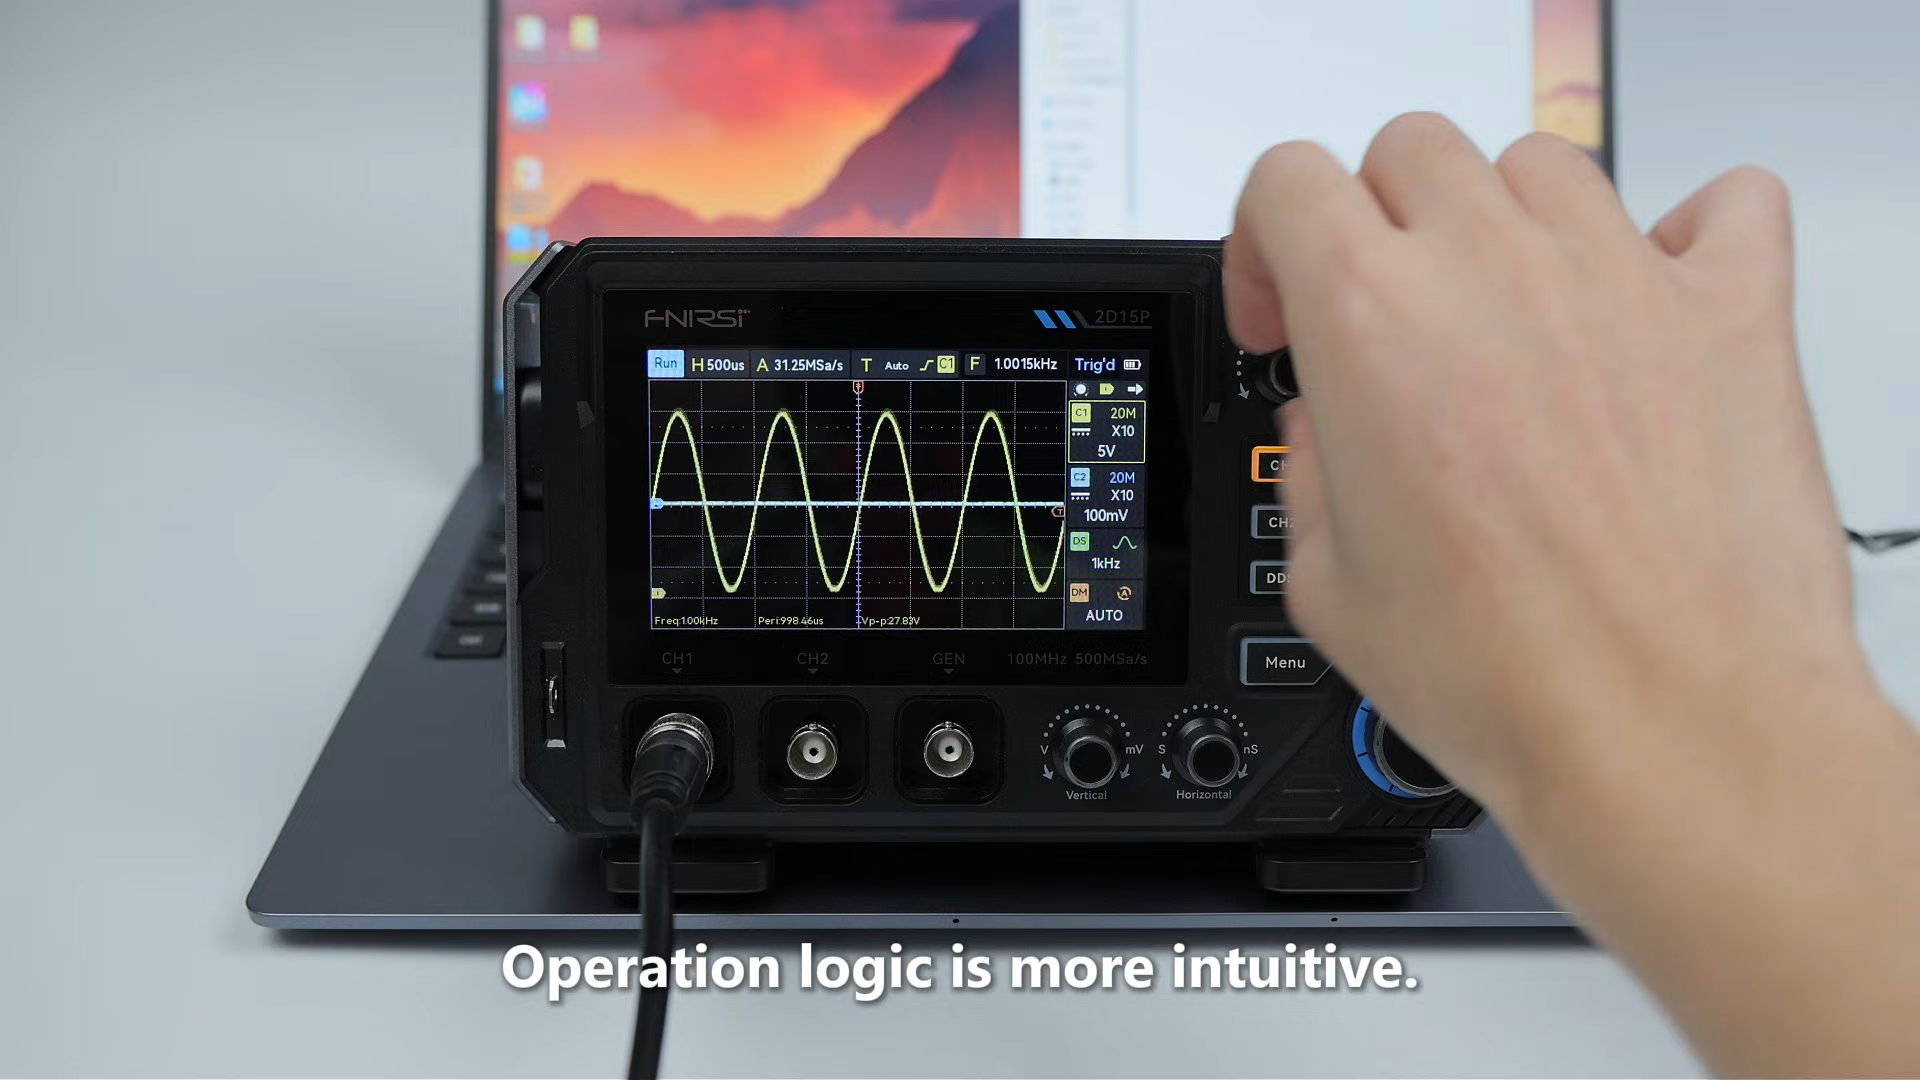 FNIRSI
2D15P
Run H 500us A 31.25MSa/s T Auto C1 F 1.0015kHz Trig'd
C1 20M
X10
5V
C2 20M
X10
100mV
DS
1kHz
DM
AUTO
Freq:1.00kHz Peri:998.46us Vp-p:27.83V
CH1 CH2 GEN 100MHz 500MSa/s
CH2
DDS
Menu
V mV
Vertical
S nS
Horizontal
Operation logic is more intuitive.